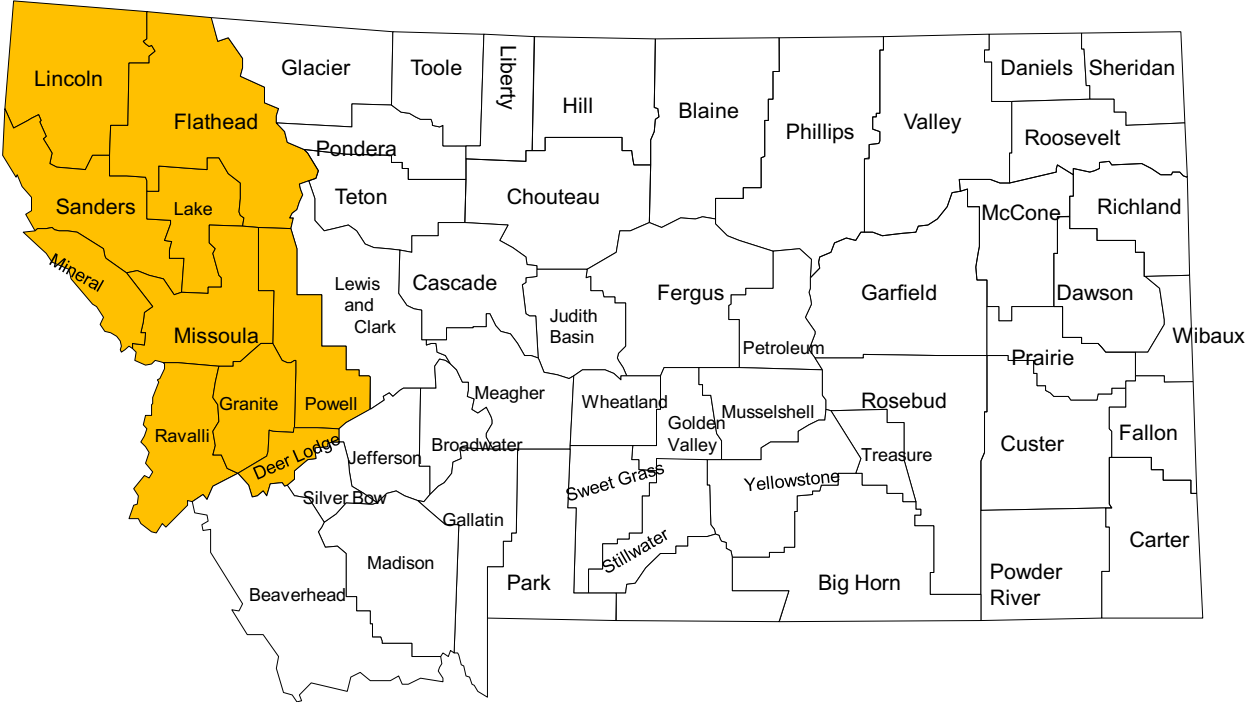 Lincoln
Flathead
Glacier
Toole
Liberty
Hill
Blaine
Phillips
Valley
Daniels
Sheridan
Roosevelt
Pondera
Teton
Chouteau
Sanders
Lake
McCone
Richland
Mineral
Lewis
and
Clark
Cascade
Judith
Basin
Fergus
Petroleum
Garfield
Dawson
Wibaux
Missoula
Prairie
Granite
Powell
Meagher
Wheatland
Golden
Valley
Musselshell
Rosebud
Ravalli
Deer Lodge
Jefferson
Broadwater
Treasure
Custer
Fallon
Silver Bow
Gallatin
Sweet Grass
Yellowstone
Stillwater
Madison
Beaverhead
Park
Big Horn
Powder
River
Carter